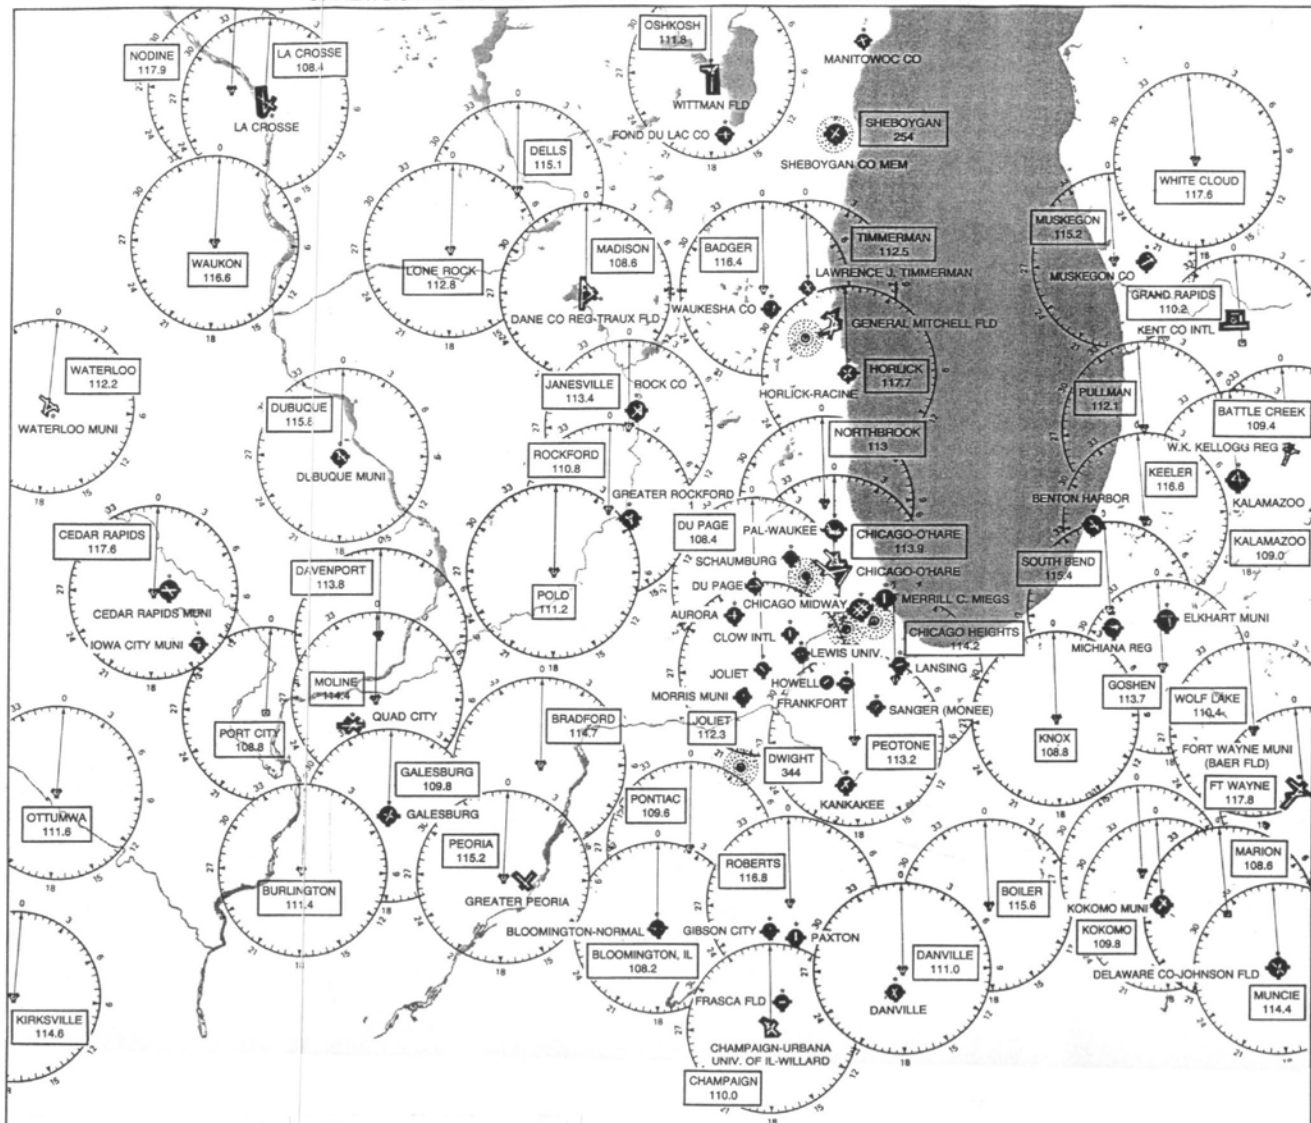 OSHKOSH
111.8
MANITOWOC CO
NODINE
117.9
LA CROSSE
108.4
LA CROSSE
WITTMAN FLD
FOND DU LAC CO
SHEBOYGAN
254
SHEBOYGAN CO MEM
DELLS
115.1
WHITE CLOUD
117.6
WAUKON
116.6
LONE ROCK
112.8
MADISON
108.6
DANE CO REG-TRAUX FLD
BADGER
116.4
TIMMERMAN
112.5
LAWRENCE J. TIMMERMAN
WAUKESHA CO
GENERAL MITCHELL FLD
MUSKEGON
115.2
MUSKEGON CO
GRAND RAPIDS
110.2
KENT CO INTL
WATERLOO
112.2
WATERLOO MUNI
DUBUQUE
115.8
DUBUQUE MUNI
JANESVILLE
113.4
ROCK CO
HORLICK
117.7
HORLICK-RACINE
PULLMAN
112.1
BATTLE CREEK
109.4
W.K. KELLOGG REG
ROCKFORD
110.8
NORTHBROOK
113
KEELER
116.6
KALAMAZOO
GREATER ROCKFORD
BENTON HARBOR
CEDAR RAPIDS
117.6
CEDAR RAPIDS MUNI
IOWA CITY MUNI
DAVENPORT
113.8
POLO
111.2
DU PAGE
108.4
PAL-WAUKEE
CHICAGO-O'HARE
113.9
SCHAUMBURG
CHICAGO-O'HARE
DU PAGE
CHICAGO MIDWAY
MERRILL C. MIEGS
AURORA
CLOW INTL
LEWIS UNIV.
CHICAGO HEIGHTS
114.2
SOUTH BEND
115.4
KALAMAZOO
109.0
ELKHART MUNI
MICHIANA REG
MOLINE
114.4
QUAD CITY
PORT CITY
108.8
BRADFORD
114.7
JOLIET
HOWELL
LANSING
MORRIS MUNI
FRANKFORT
SANGER (MONEE)
JOLIET
112.3
PEOTONE
113.2
KNOX
108.8
GOSHEN
113.7
WOLF LAKE
110.4
FORT WAYNE MUNI
(BAER FLD)
FT WAYNE
117.8
OTTUMWA
111.6
GALESBURG
109.8
GALESBURG
DWIGHT
344
KANKAKEE
PONTIAC
109.6
PEORIA
115.2
GREATER PEORIA
BURLINGTON
111.4
ROBERTS
116.8
BOILER
115.6
MARION
108.6
KOKOMO MUNI
KOKOMO
109.8
BLOOMINGTON-NORMAL
BLOOMINGTON, IL
108.2
GIBSON CITY
PAXTON
DANVILLE
111.0
DANVILLE
DELAWARE CO-JOHNSON FLD
MUNCIE
114.4
KIRKSVILLE
114.6
FRASCA FLD
CHAMPAIGN-URBANA
UNIV. OF IL-WILLARD
CHAMPAIGN
110.0